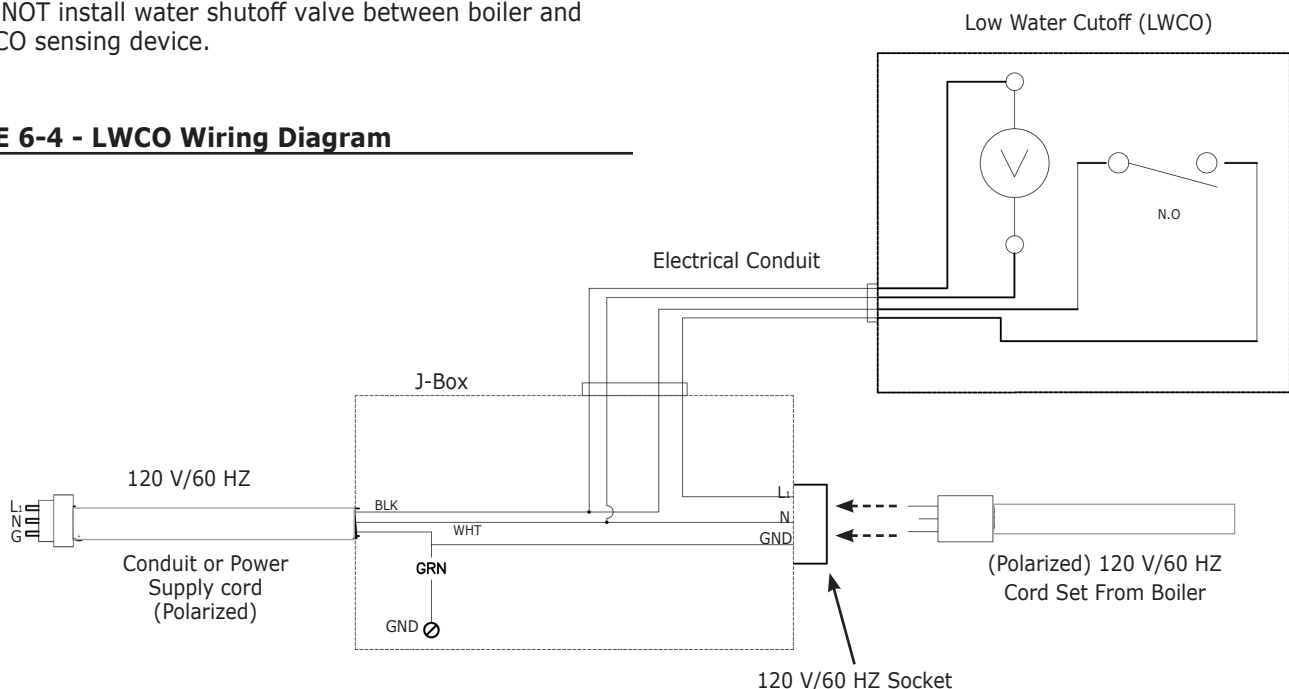 NOT install water shutoff valve between boiler and
CO sensing device.
E 6-4 - LWCO Wiring Diagram
Low Water Cutoff (LWCO)
V
N.O
Electrical Conduit
J-Box
120 V/60 HZ
L1
N
G
BLK
WHT
GRN
GND
L1
N
GND
Conduit or Power
Supply cord
(Polarized)
(Polarized) 120 V/60 HZ
Cord Set From Boiler
120 V/60 HZ Socket